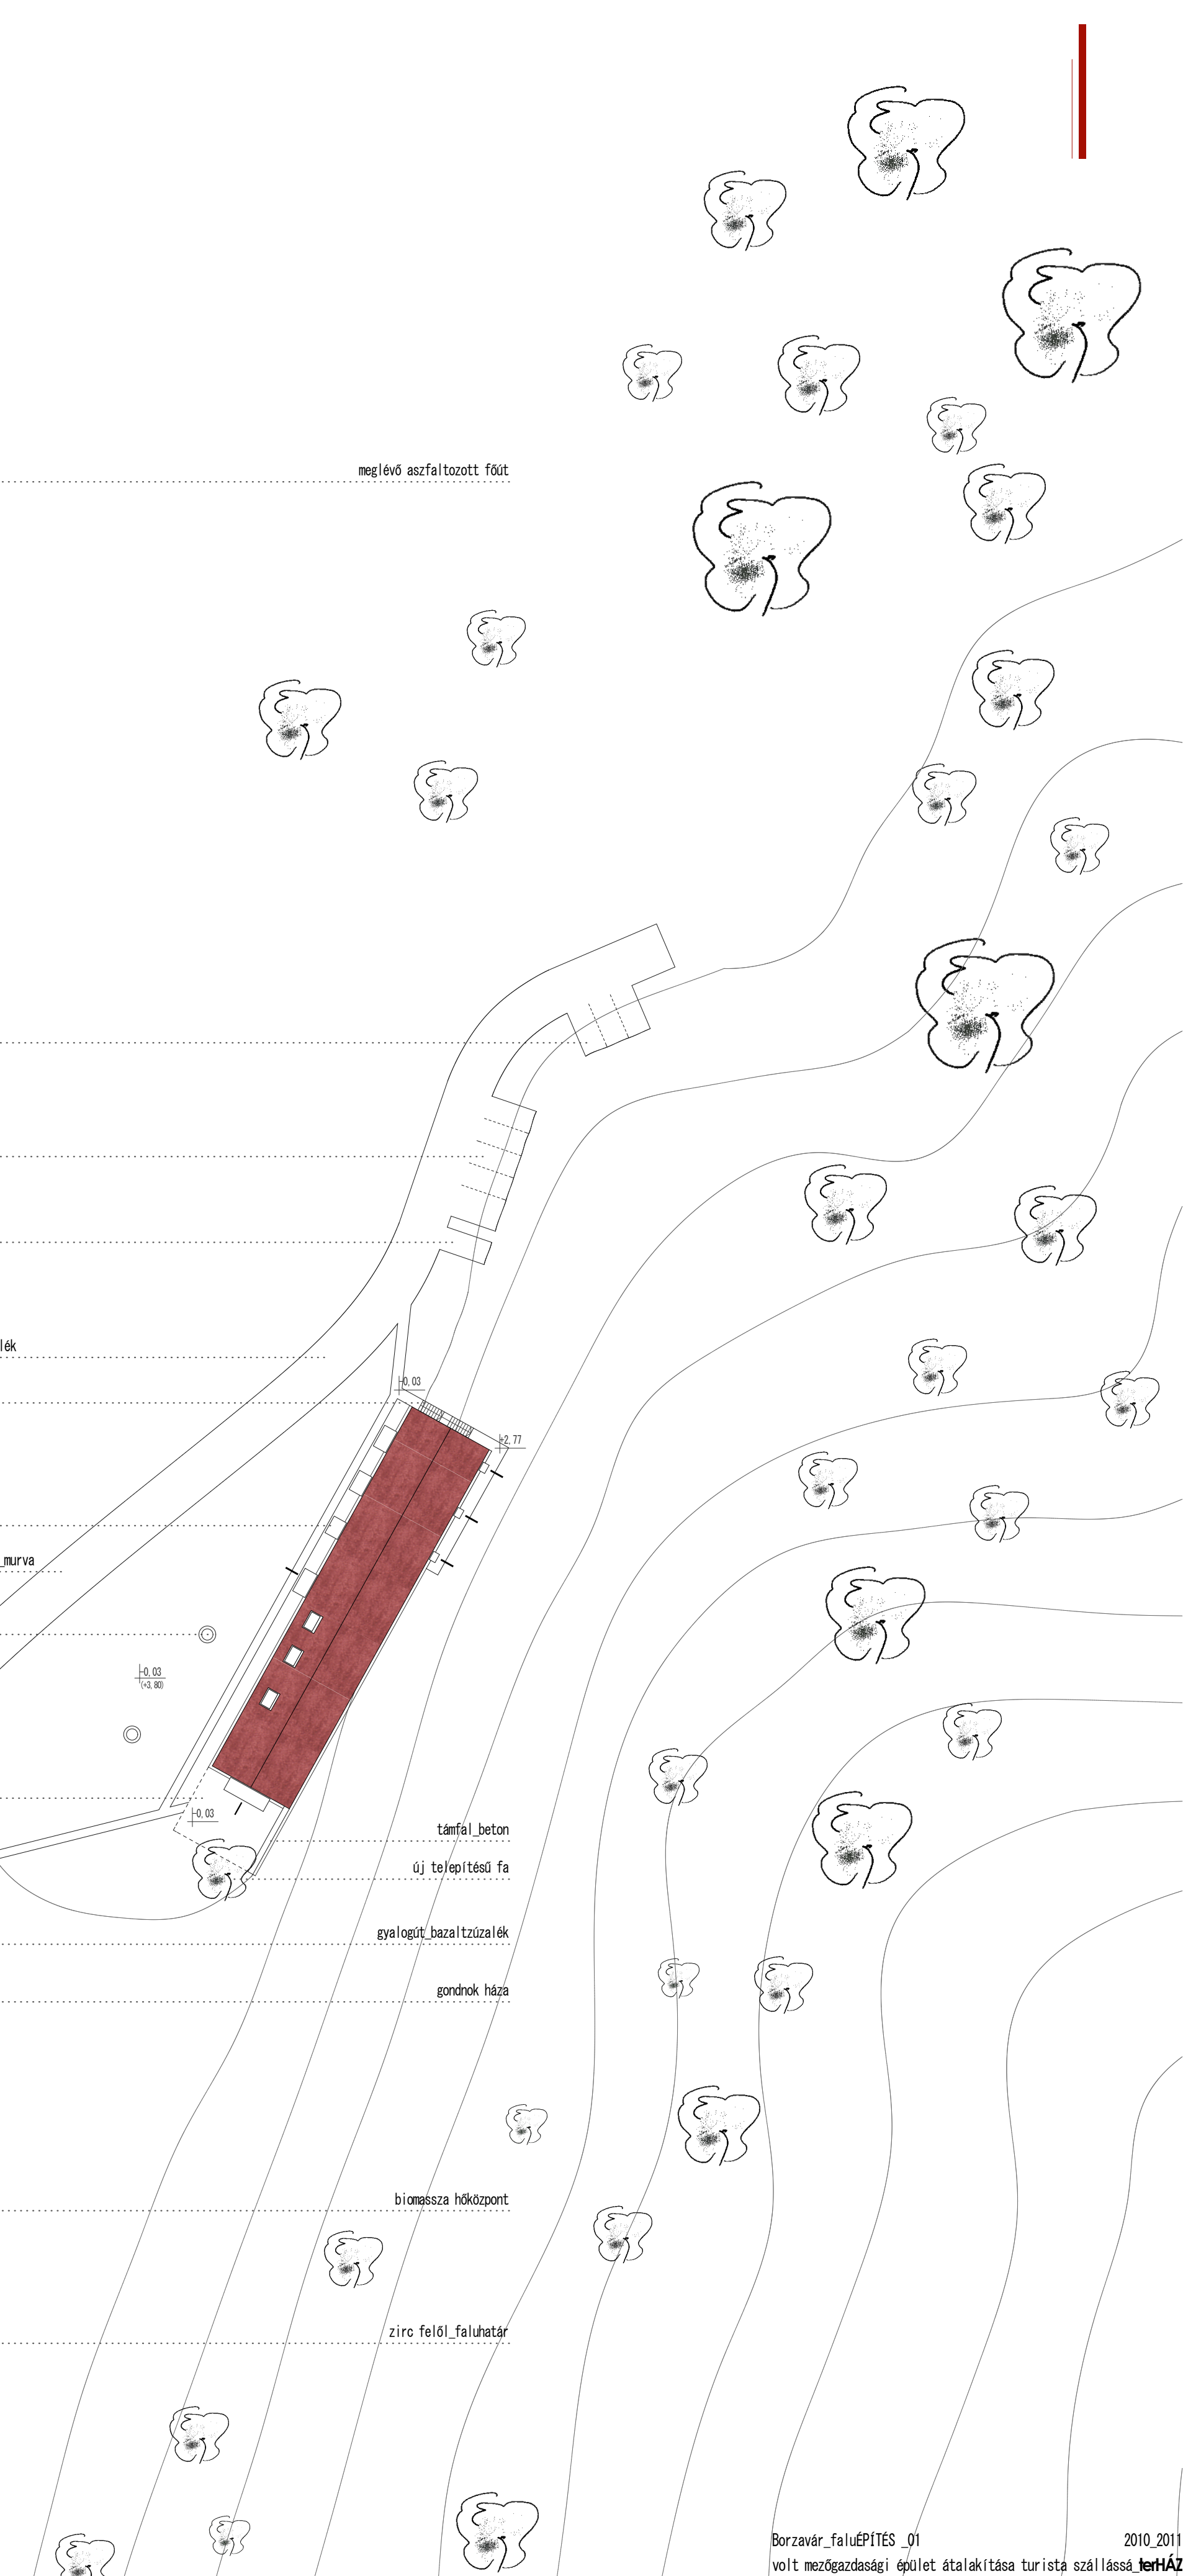 meglévő aszfaltozott főút
lék
-0,03
+2,77
_murva
-0,03
(+3,80)
-0,03
támfal_beton
új telepítésű fa
gyalogút_bazaltzúzalék
gondnok háza
biomassza hőközpont
zirc felől_faluhatár
Borzavár_faluÉPÍTÉS _01 2010_2011
volt mezőgazdasági épület átalakítása turista szállássá_terHÁZ